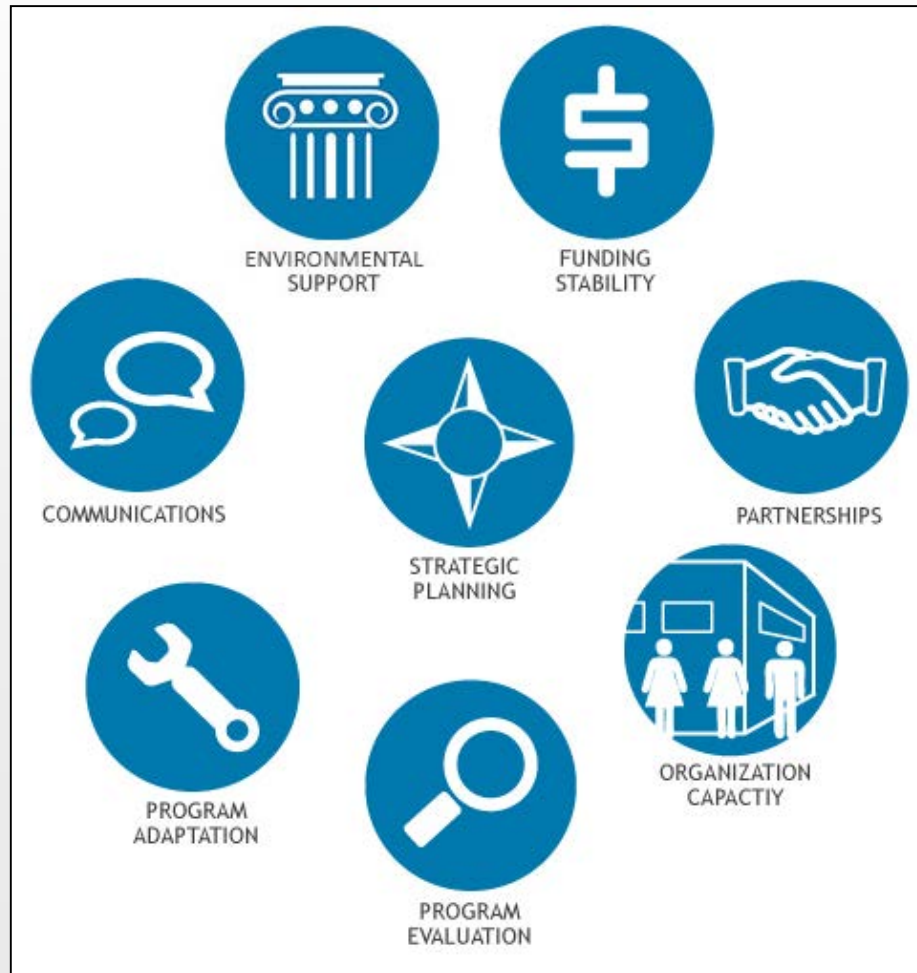 ENVIRONMENTAL
SUPPORT
FUNDING
STABILITY
COMMUNICATIONS
PARTNERSHIPS
STRATEGIC
PLANNING
PROGRAM
ADAPTATION
ORGANIZATION
CAPACTIY
PROGRAM
EVALUATION